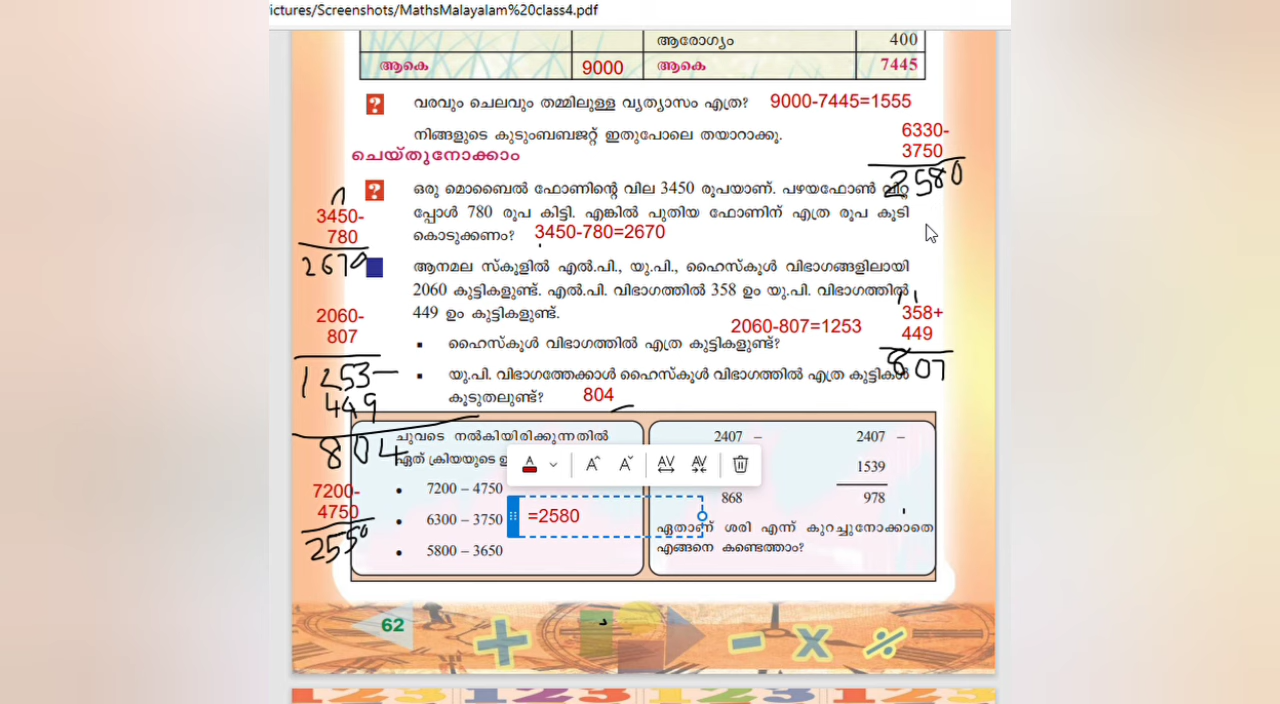 ictures/Screenshots/MathsMalayalam%20class4.pdf
ആരോഗ്യം 400
ആകെ 9000 ആകെ 7445
വരവും ചെലവും തമ്മിലുള്ള വ്യത്യാസം എത്ര? 9000-7445=1555
നിങ്ങളുടെ കുടുംബബജറ്റ് ഇതുപോലെ തയാറാക്കൂ.
ചെയ്തുനോക്കാം
6330-
3750
2580
ഒരു മൊബൈൽ ഫോണിന്റെ വില 3450 രൂപയാണ്. പഴയഫോൺ വിറ്റ
പ്പോൾ 780 രൂപ കിട്ടി. എങ്കിൽ പുതിയ ഫോണിന് എത്ര രൂപ കൂടി
കൊടുക്കണം? 3450-780=2670
3450-
780
267
ആനമല സ്കൂളിൽ എൽ.പി., യു.പി., ഹൈസ്കൂൾ വിഭാഗങ്ങളിലായി
2060 കുട്ടികളുണ്ട്. എൽ.പി. വിഭാഗത്തിൽ 358 ഉം യു.പി. വിഭാഗത്തിൽ
449 ഉം കുട്ടികളുണ്ട്.
2060-807=1253
ഹൈസ്കൂൾ വിഭാഗത്തിൽ എത്ര കുട്ടികളുണ്ട്?
യു.പി. വിഭാഗത്തേക്കാൾ ഹൈസ്കൂൾ വിഭാഗത്തിൽ എത്ര കുട്ടികൾ
കൂടുതലുണ്ട്? 804
358+
449
807
2060-
807
1253-
449
804
7200-
4750
2550
ചുവടെ നൽകിയിരിക്കുന്നതിൽ
ഏത് ക്രിയയുടെ
7200 – 4750
6300 – 3750 =2580
5800 – 3650
2407 – 2407 –
1539
868 978
ഏതാണ് ശരി എന്ന് കുറച്ചുനോക്കാതെ
എങ്ങനെ കണ്ടെത്താം?
62